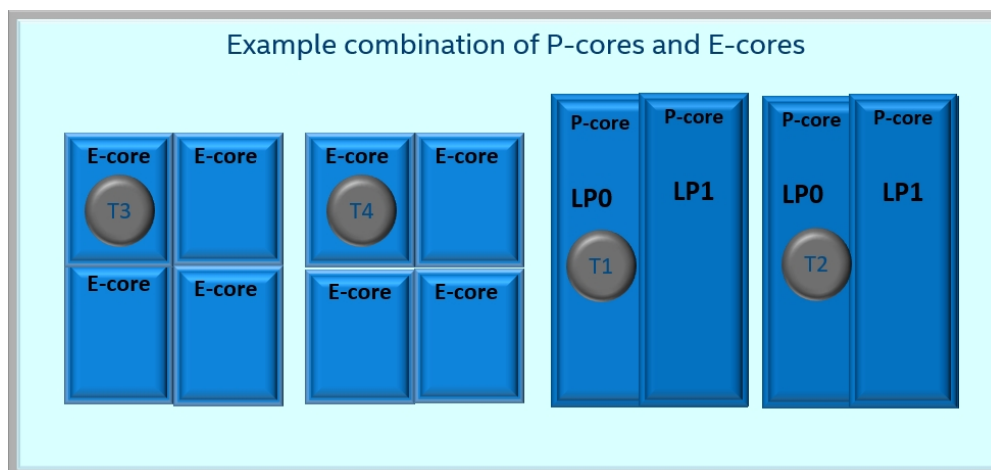 Example combination of P-cores and E-cores
E-core E-core
T3
E-core E-core
E-core E-core
T4
E-core E-core
P-core P-core
LP0 LP1
T1
P-core P-core
LP0 LP1
T2